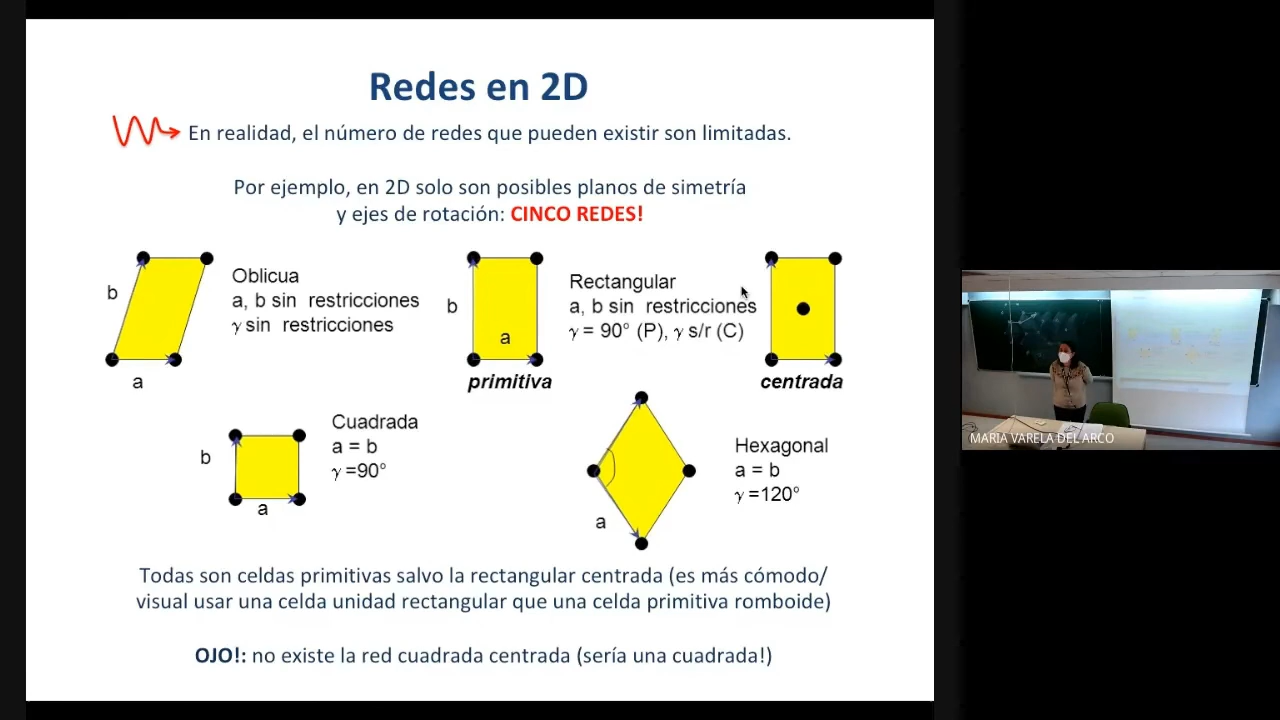 Redes en 2D
En realidad, el número de redes que pueden existir son limitadas.
Por ejemplo, en 2D solo son posibles planos de simetría
y ejes de rotación: CINCO REDES!
b
a
Oblicua
a, b sin restricciones
γ sin restricciones
b
a
primitiva
Rectangular
a, b sin restricciones
γ = 90° (P), γ s/r (C)
centrada
b
a
Cuadrada
a = b
γ =90°
a
Hexagonal
a = b
γ =120°
Todas son celdas primitivas salvo la rectangular centrada (es más cómodo/
visual usar una celda unidad rectangular que una celda primitiva romboide)
OJO!: no existe la red cuadrada centrada (sería una cuadrada!)
MARIA VARELA DEL ARCO